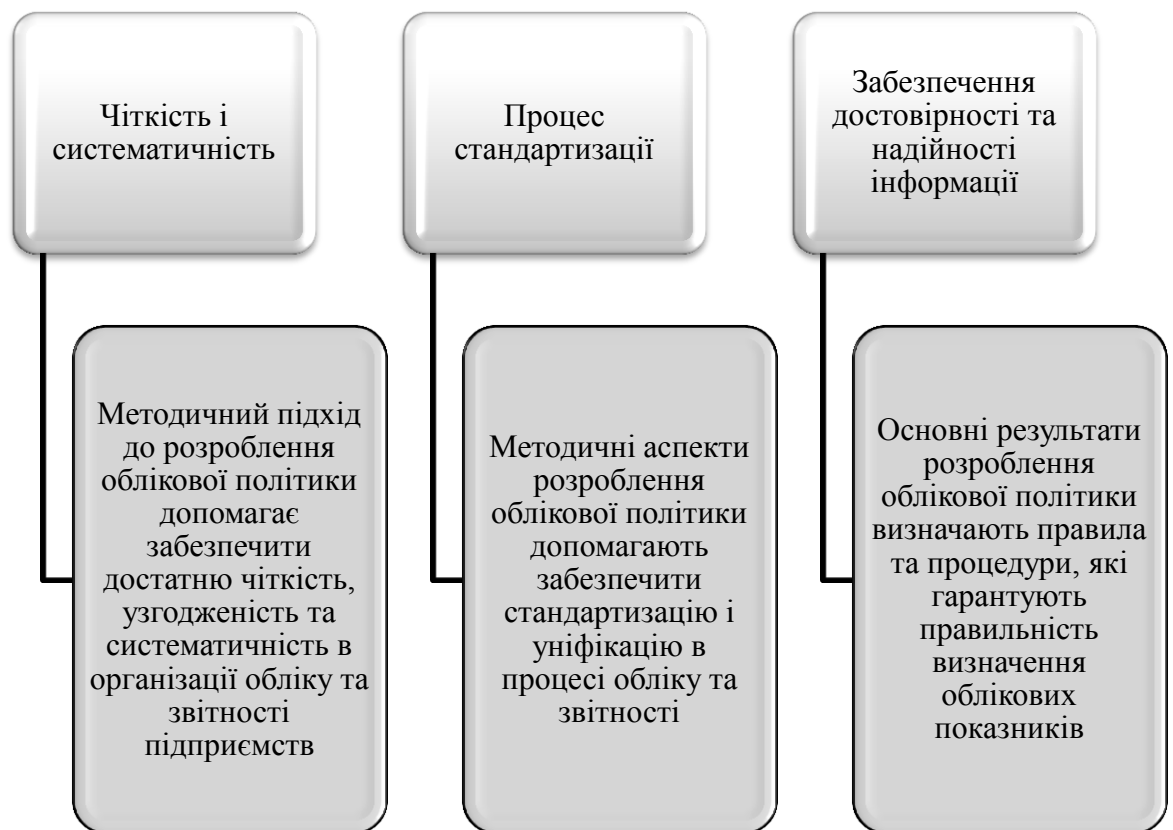 Чіткість і
систематичність
Методичний підхід
до розроблення
облікової політики
допомагає
забезпечити
достатню чіткість,
узгодженість та
систематичність в
організації обліку та
звітності
підприємств
Процес
стандартизації
Методичні аспекти
розроблення
облікової політики
допомагають
забезпечити
стандартизацію і
уніфікацію в
процесі обліку та
звітності
Забезпечення
достовірності та
надійності
інформації
Основні результати
розроблення
облікової політики
визначають правила
та процедури, які
гарантують
правильність
визначення
облікових
показників